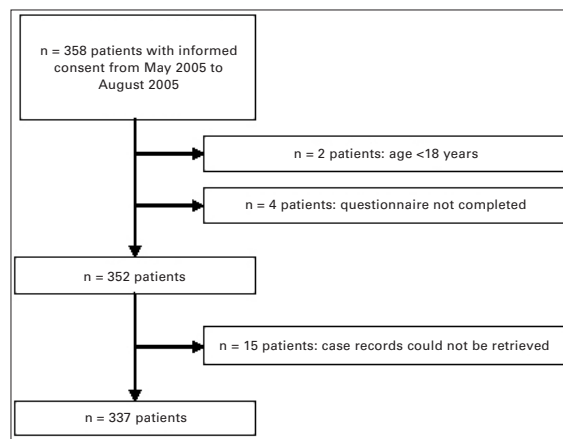 n = 358 patients with informed
consent from May 2005 to
August 2005
n = 2 patients: age <18 years
n = 4 patients: questionnaire not completed
n = 352 patients
n = 15 patients: case records could not be retrieved
n = 337 patients